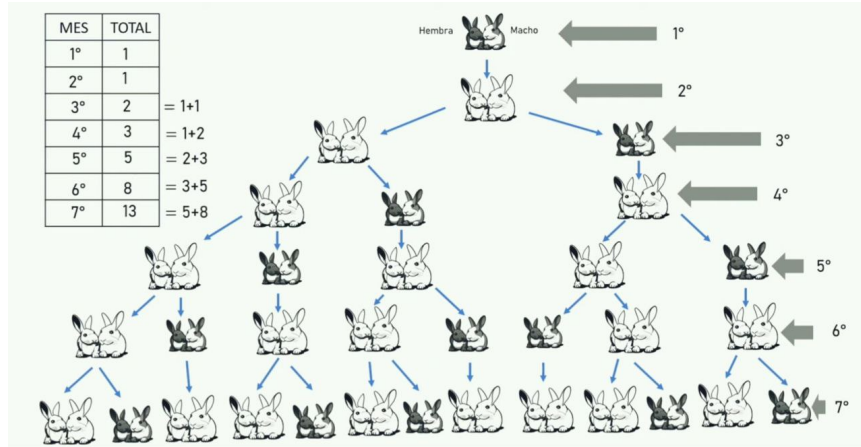 MES TOTAL
1° 1
2° 1
3° 2 = 1+1
4° 3 = 1+2
5° 5 = 2+3
6° 8 = 3+5
7° 13 = 5+8
Hembra Macho 1°
2°
3°
4°
5°
6°
7°